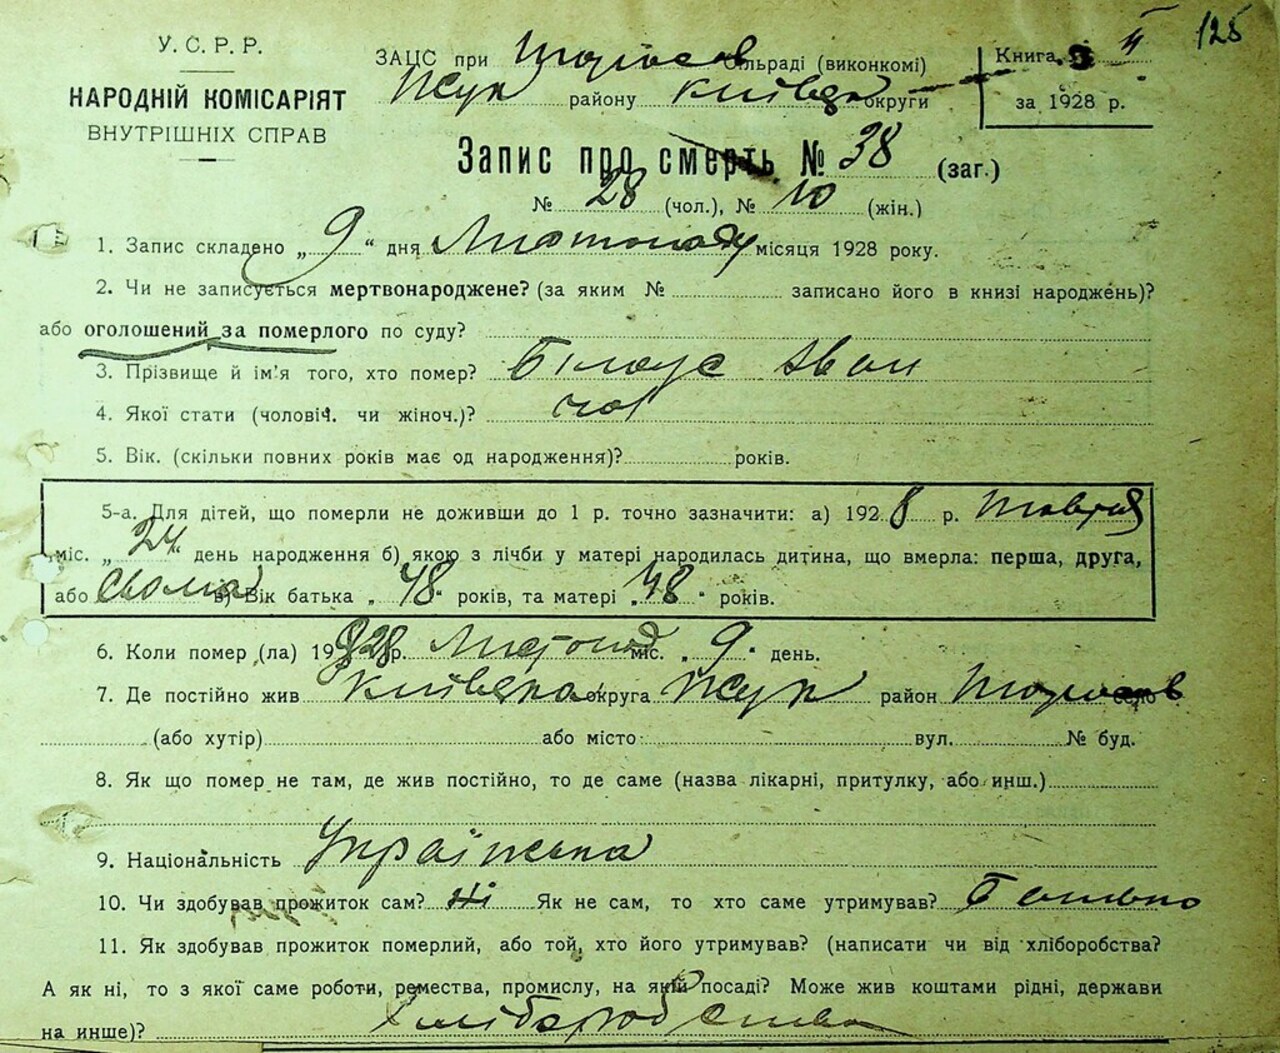 125
У.С.Р.Р.
НАРОДНІЙ КОМІСАРІЯТ
ВНУТРІШНІХ СПРАВ
ЗАЦС при сільраді (виконкомі)
району Київськ округи
Книга II
за 1928 р.
Запис про смерть № 38 (заг.)
№ 28 (чол.), № 10 (жін.)
1. Запис складено „ 9 “ дня Листопаду місяця 1928 року.
2. Чи не записується мертвонароджене? (за яким № записано його в книзі народжень)?
або оголошений за померлого по суду?
3. Прізвище й ім'я того, хто помер? Білоус Іван
4. Якої стати (чоловіч. чи жіноч.)? чол
5. Вік. (скільки повних років має од народження)? років.
5-а. Для дітей, що померли не доживши до 1 р. точно зазначити: а) 1928 р.
міс. „ 24 “ день народження б) якою з лічби у матері народилась дитина, що вмерла: перша, друга,
або сьома в) Вік батька „ 48 “ років, та матері „ 48 “ років.
6. Коли помер (ла) 1928 р. Листопад міс. „ 9 “ день.
7. Де постійно жив Київська округа район село
(або хутір) або місто: вул. № буд.
8. Як що помер не там, де жив постійно, то де саме (назва лікарні, притулку, або инш.)
9. Національність Українська
10. Чи здобував прожиток сам? Ні Як не сам, то хто саме утримував? Батько
11. Як здобував прожиток померлий, або той, хто його утримував? (написати чи від хліборобства?
А як ні, то з якої саме роботи, ремества, промислу, на якій посаді? Може жив коштами рідні, держави
на инше)? Хліборобство